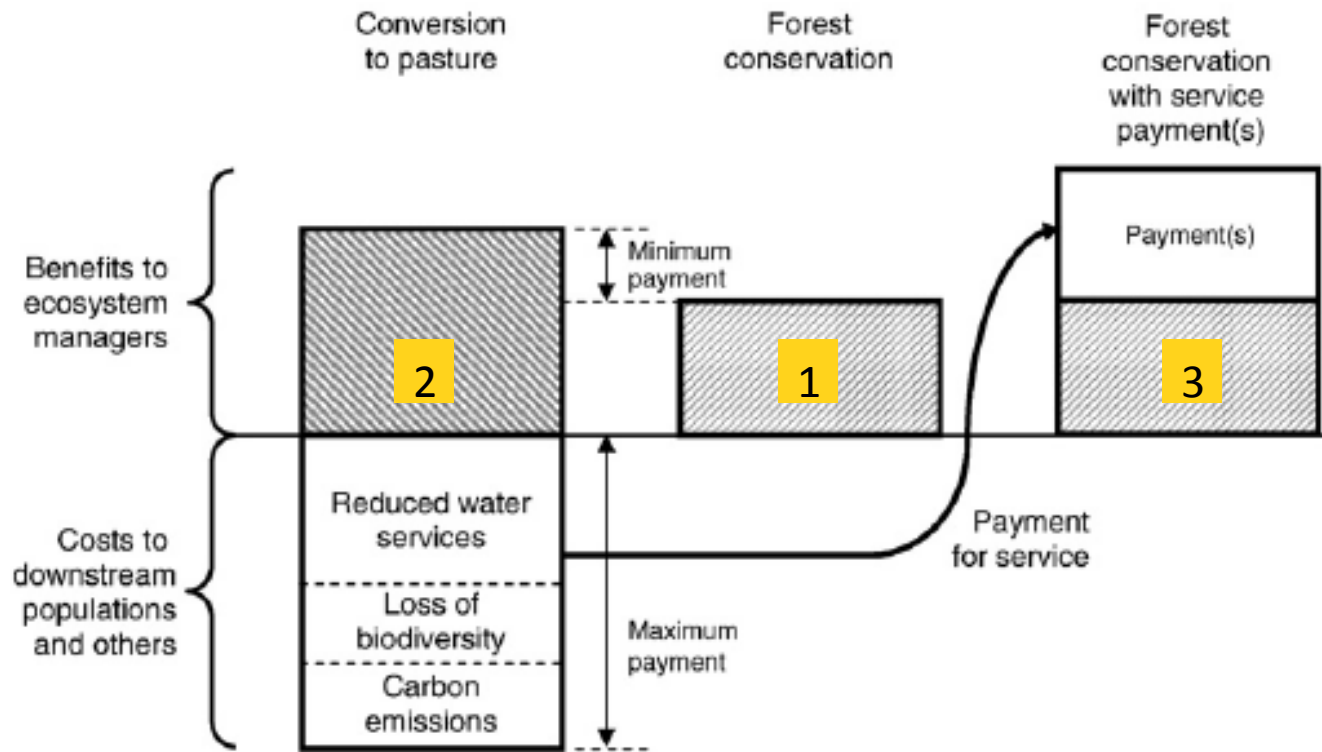 Conversion
to pasture
Forest
conservation
Forest
conservation
with service
payment(s)
Benefits to
ecosystem
managers
Minimum
payment
Payment(s)
2
1
3
Costs to
downstream
populations
and others
Reduced water
services
Loss of
biodiversity
Carbon
emissions
Maximum
payment
Payment
for service